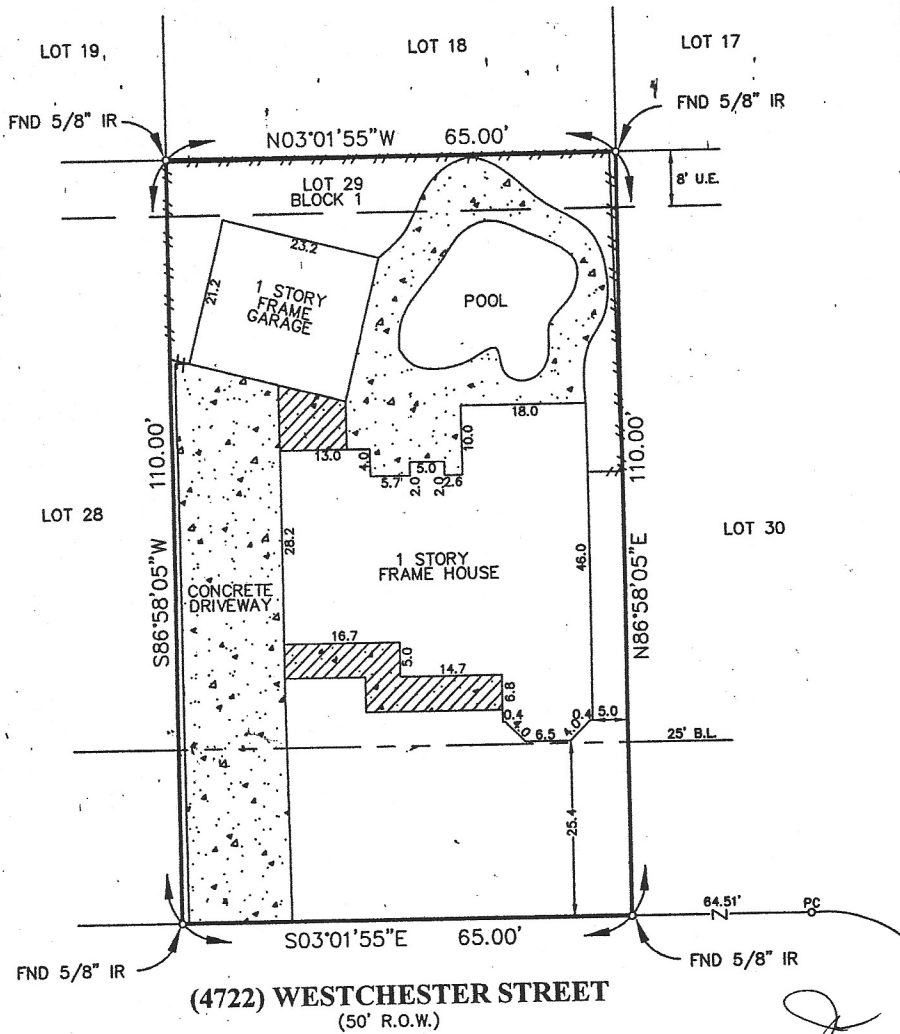 LOT 19
LOT 18
LOT 17
FND 5/8" IR
FND 5/8" IR
N03°01'55"W 65.00'
8' U.E.
LOT 29
BLOCK 1
23.2
21.2
1 STORY
FRAME
GARAGE
POOL
18.0
10.0
13.0
4.0
5.7'
2.0
5.0
2.0
2.6
S86°58'05"W 110.00'
N86°58'05"E 110.00'
LOT 28
LOT 30
28.2
46.0
1 STORY
FRAME HOUSE
CONCRETE
DRIVEWAY
16.7
5.0
14.7
6.8
0.4
4.0
6.5
4.0
0.4
5.0
25' B.L.
25.4
64.51'
PC
S03°01'55"E 65.00'
FND 5/8" IR
FND 5/8" IR
(4722) WESTCHESTER STREET
(50' R.O.W.)